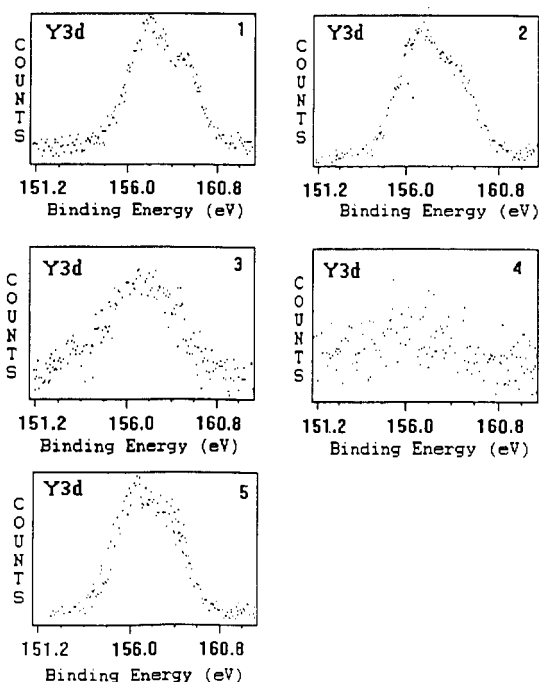 COUNTS
Y3d
1
151.2 156.0 160.8
Binding Energy (eV)
COUNTS
Y3d
2
151.2 156.0 160.8
Binding Energy (eV)
COUNTS
Y3d
3
151.2 156.0 160.8
Binding Energy (eV)
COUNTS
Y3d
4
151.2 156.0 160.8
Binding Energy (eV)
COUNTS
Y3d
5
151.2 156.0 160.8
Binding Energy (eV)